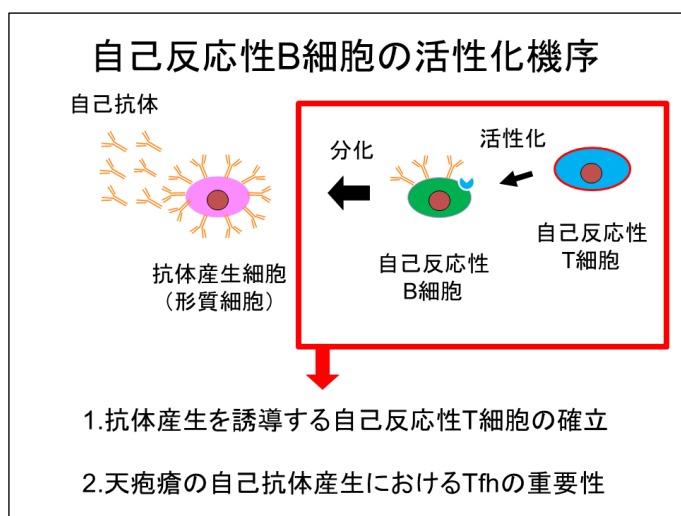 自己反応性B細胞の活性化機序
自己抗体
分化
活性化
抗体産生細胞
（形質細胞）
自己反応性
B細胞
自己反応性
T細胞
1.抗体産生を誘導する自己反応性T細胞の確立
2.天疱瘡の自己抗体産生におけるTfhの重要性